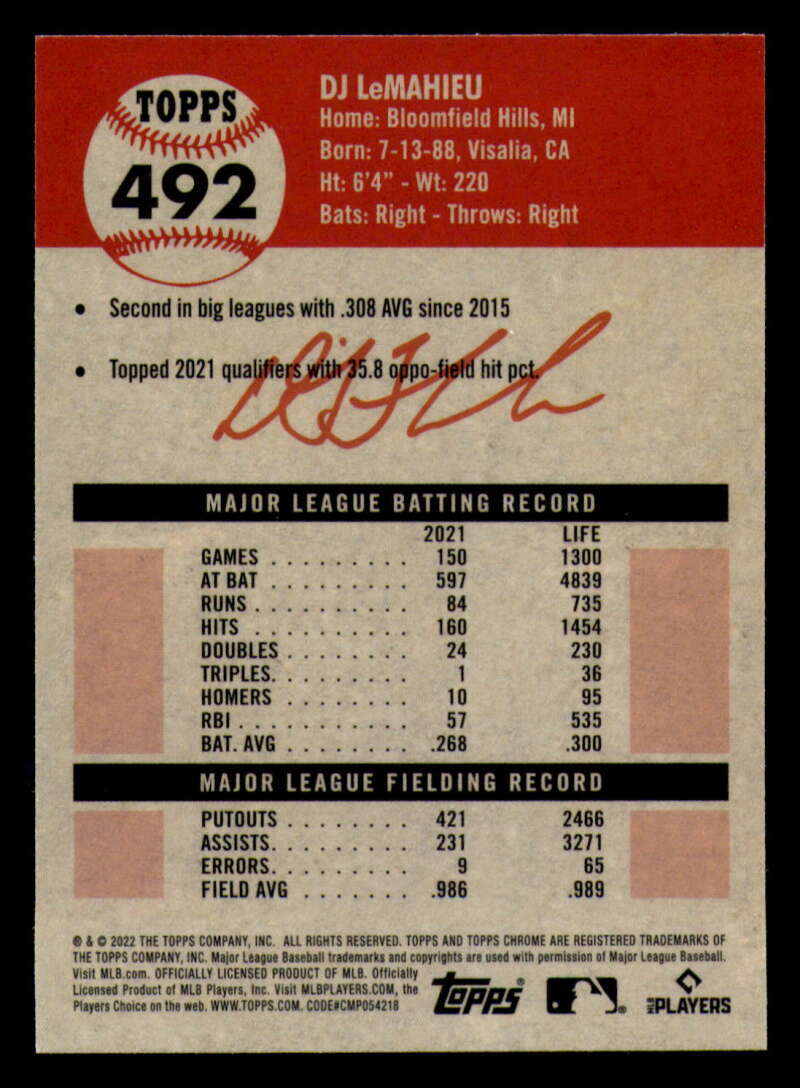 TOPPS
492
DJ LeMAHIEU
Home: Bloomfield Hills, MI
Born: 7-13-88, Visalia, CA
Ht: 6'4" - Wt: 220
Bats: Right - Throws: Right
• Second in big leagues with .308 AVG since 2015
• Topped 2021 qualifiers with 35.8 oppo-field hit pct.
MAJOR LEAGUE BATTING RECORD
2021 LIFE
GAMES . . . . . . . . . 150 1300
AT BAT . . . . . . . . . 597 4839
RUNS . . . . . . . . . . 84 735
HITS . . . . . . . . . . 160 1454
DOUBLES . . . . . . . . 24 230
TRIPLES. . . . . . . . . 1 36
HOMERS . . . . . . . . 10 95
RBI . . . . . . . . . . . 57 535
BAT. AVG . . . . . . . . .268 .300
MAJOR LEAGUE FIELDING RECORD
PUTOUTS . . . . . . . . 421 2466
ASSISTS. . . . . . . . . 231 3271
ERRORS. . . . . . . . . 9 65
FIELD AVG . . . . . . . .986 .989
® & © 2022 THE TOPPS COMPANY, INC. ALL RIGHTS RESERVED. TOPPS AND TOPPS CHROME ARE REGISTERED TRADEMARKS OF
THE TOPPS COMPANY, INC. Major League Baseball trademarks and copyrights are used with permission of Major League Baseball.
Visit MLB.com. OFFICIALLY LICENSED PRODUCT OF MLB. Officially
Licensed Product of MLB Players, Inc. Visit MLBPLAYERS.COM, the
Players Choice on the web. WWW.TOPPS.COM. CODE#CMP054218
Topps®
MLB PLAYERS